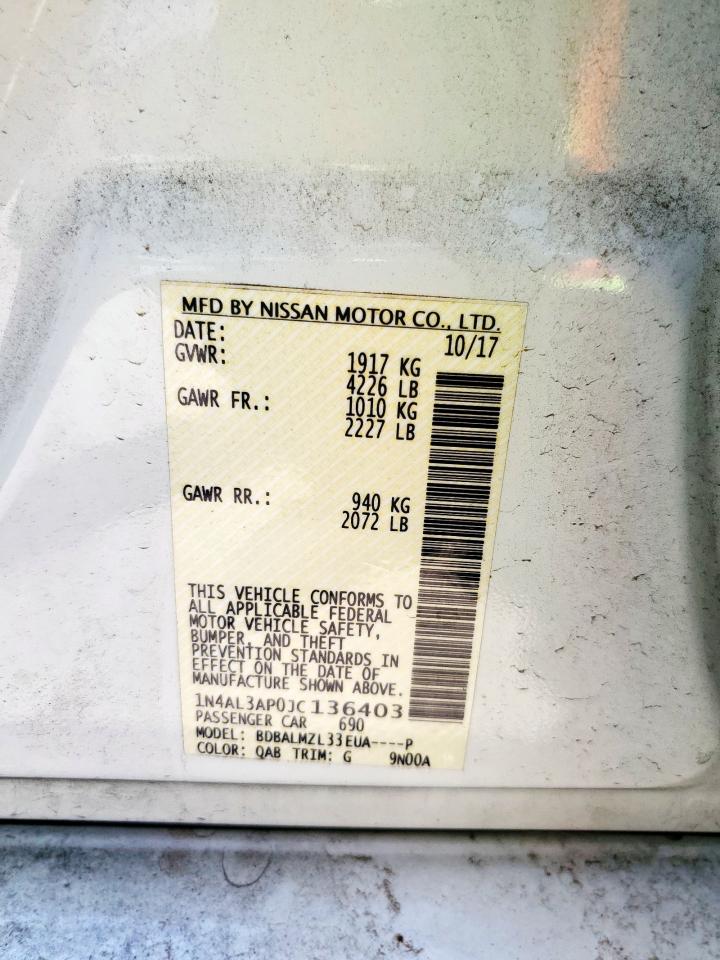 MFD BY NISSAN MOTOR CO., LTD.
DATE: 10/17
GVWR: 1917 KG
4226 LB
GAWR FR.: 1010 KG
2227 LB
GAWR RR.: 940 KG
2072 LB
THIS VEHICLE CONFORMS TO
ALL APPLICABLE FEDERAL
MOTOR VEHICLE SAFETY,
BUMPER, AND THEFT
PREVENTION STANDARDS IN
EFFECT ON THE DATE OF
MANUFACTURE SHOWN ABOVE.
1N4AL3AP0JC136403
PASSENGER CAR 690
MODEL: BDBALMZL33EUA----P
COLOR: QAB TRIM: G 9N00A